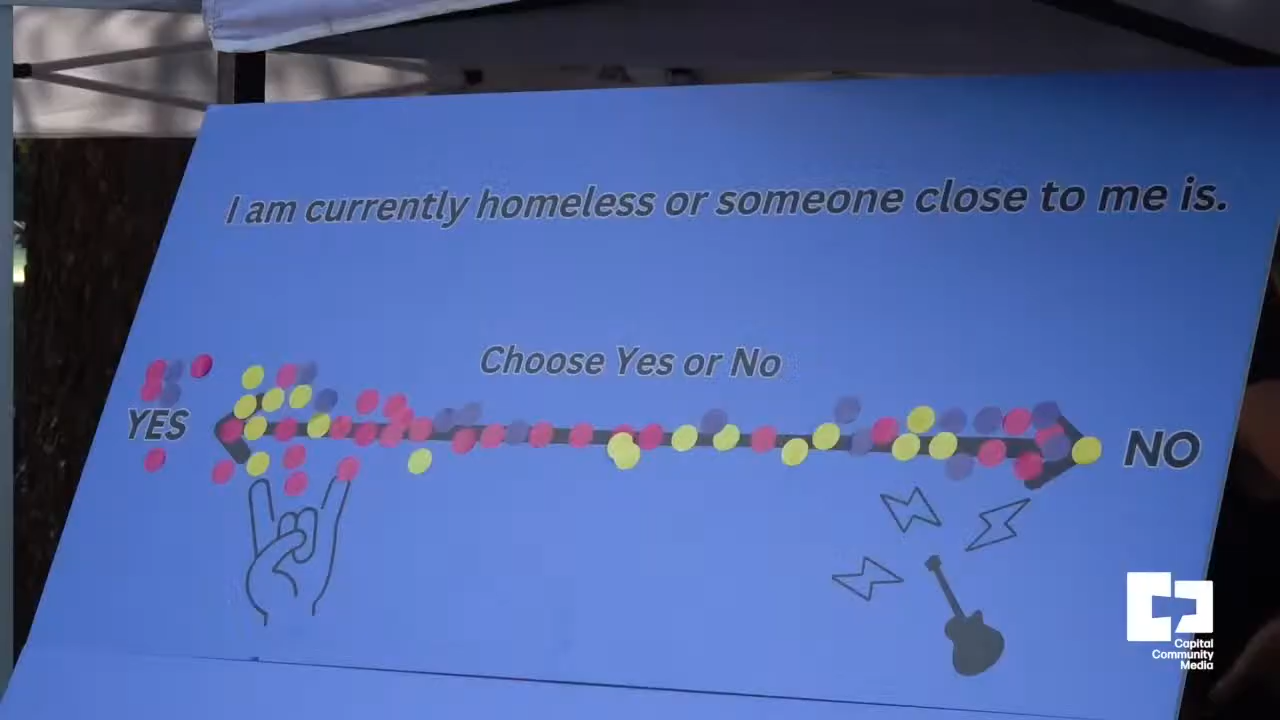 I am currently homeless or someone close to me is.
Choose Yes or No
YES
NO
Capital
Community
Media